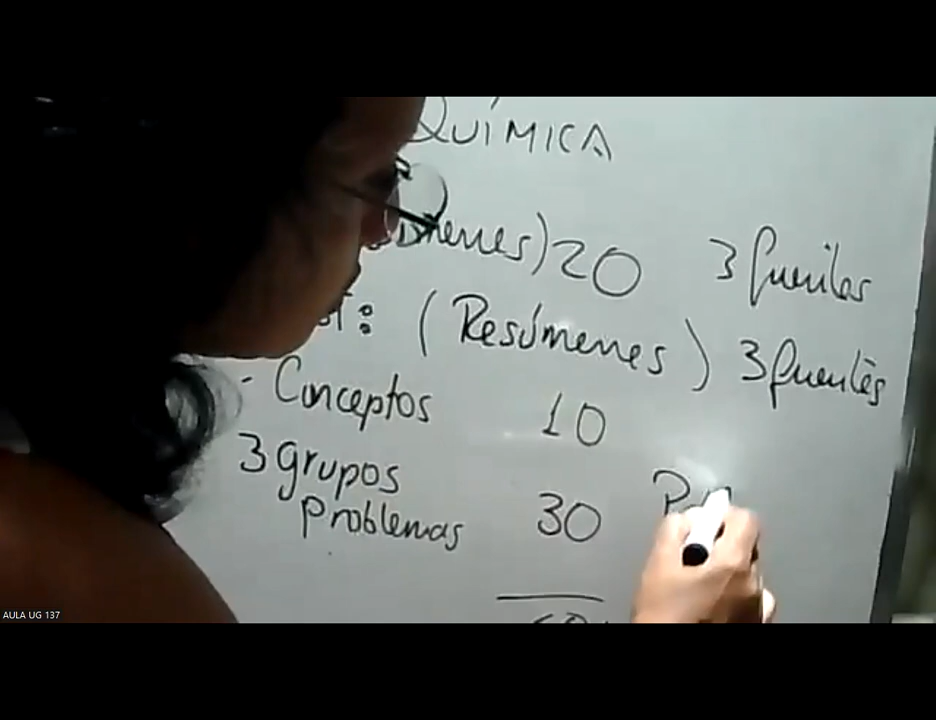 QUÍMICA
20 3 fuentes
(Resúmenes) 3 fuentes
- Conceptos 10
3 grupos
Problemas 30
AULA UG 137